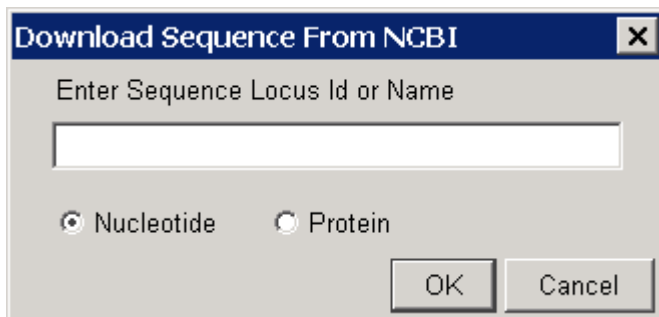 Download Sequence From NCBI
Enter Sequence Locus Id or Name
Nucleotide Protein
OK Cancel